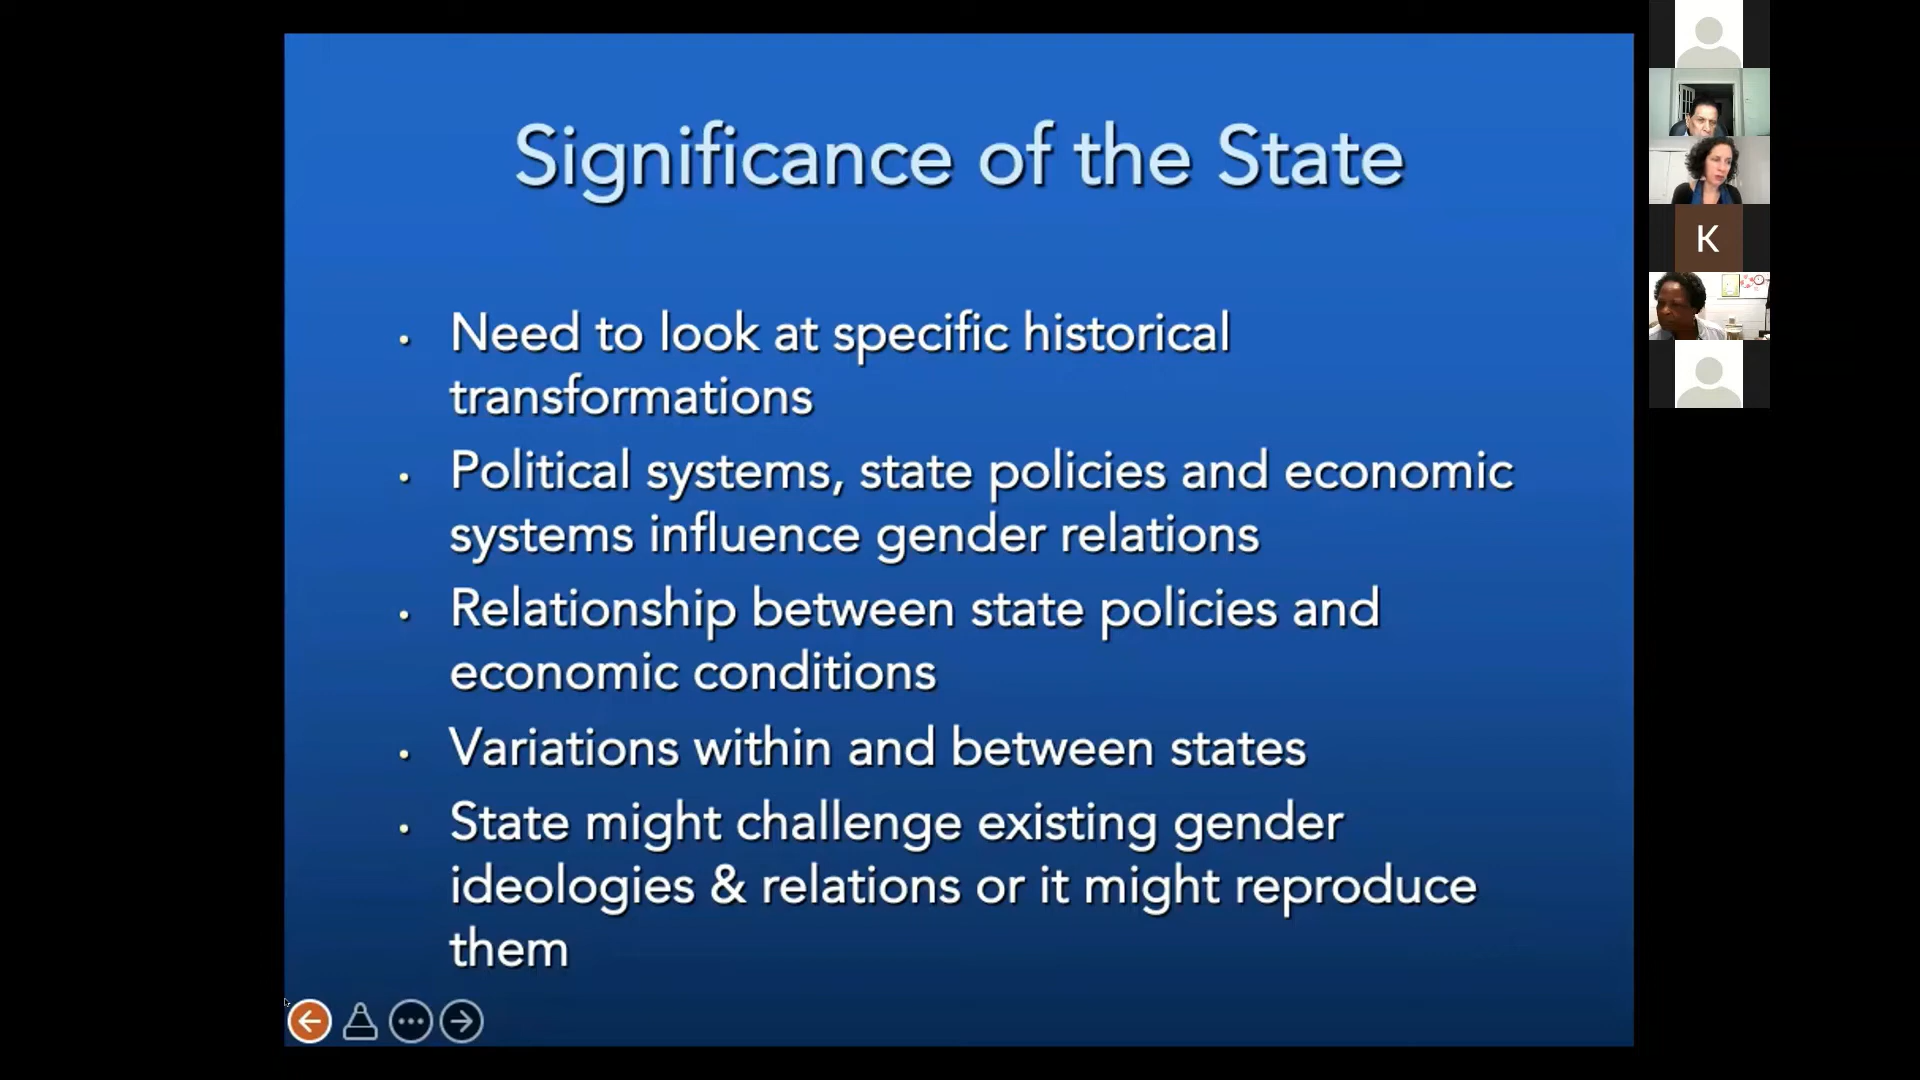 Significance of the State
• Need to look at specific historical
transformations
• Political systems, state policies and economic
systems influence gender relations
• Relationship between state policies and
economic conditions
• Variations within and between states
• State might challenge existing gender
ideologies & relations or it might reproduce
them
K